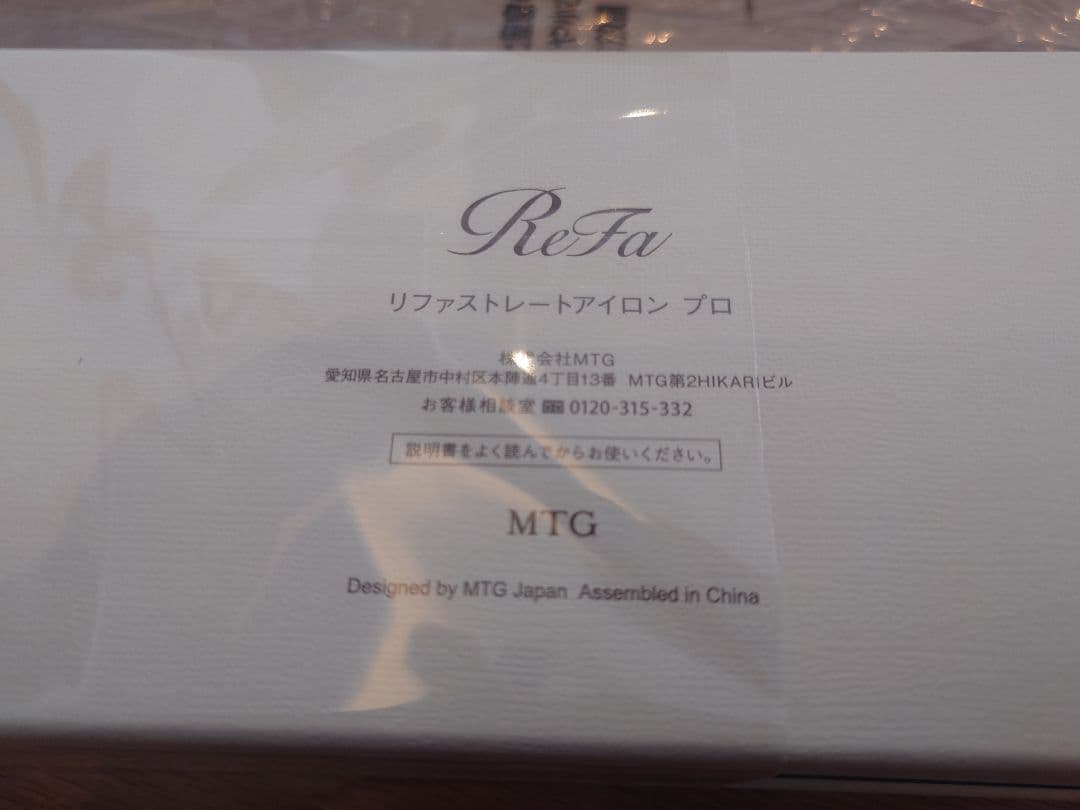 ReFa
リファストレートアイロン プロ
株式会社MTG
愛知県名古屋市中村区本陣通4丁目13番 MTG第2HIKARIビル
お客様相談室 0120-315-332
説明書をよく読んでからお使いください。
MTG
Designed by MTG Japan Assembled in China